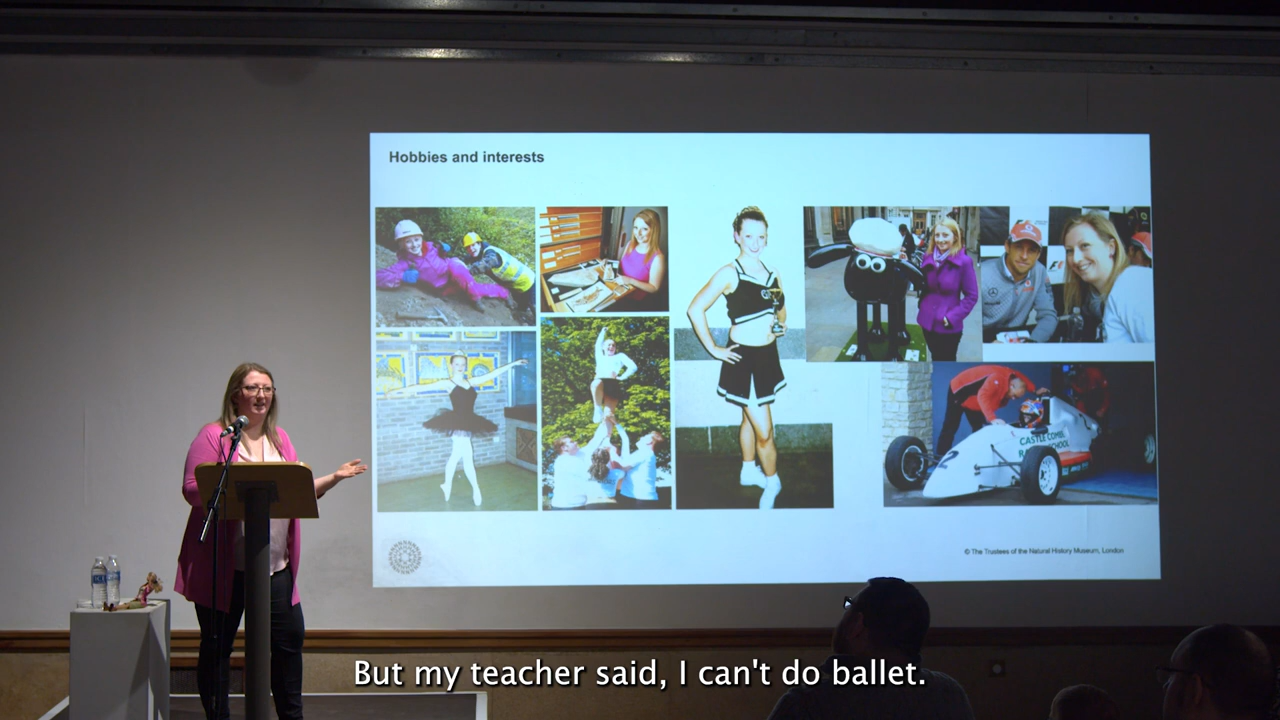 Hobbies and interests
CASTLE COMBE
© The Trustees of the Natural History Museum, London
But my teacher said, I can't do ballet.